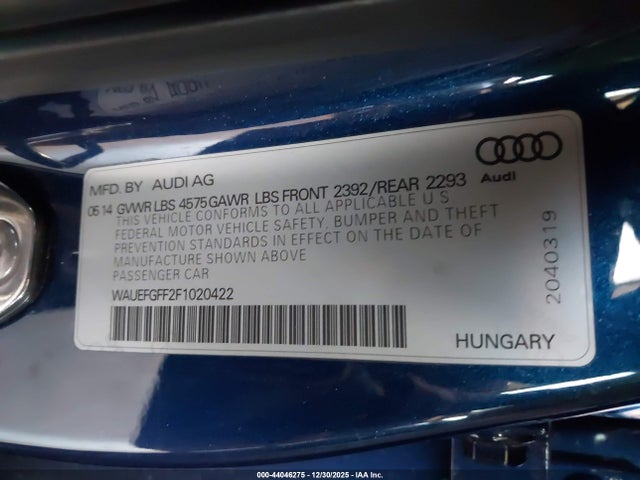 MFD. BY AUDI AG
Audi
05 14 GVWR LBS 4575 GAWR LBS FRONT 2392/REAR 2293
THIS VEHICLE CONFORMS TO ALL APPLICABLE U S
FEDERAL MOTOR VEHICLE SAFETY, BUMPER AND THEFT
PREVENTION STANDARDS IN EFFECT ON THE DATE OF
MANUFACTURE SHOWN ABOVE
PASSENGER CAR
WAUEFGFF2F1020422
2040319
HUNGARY
000-44046275 - 12/30/2025 - IAA Inc.